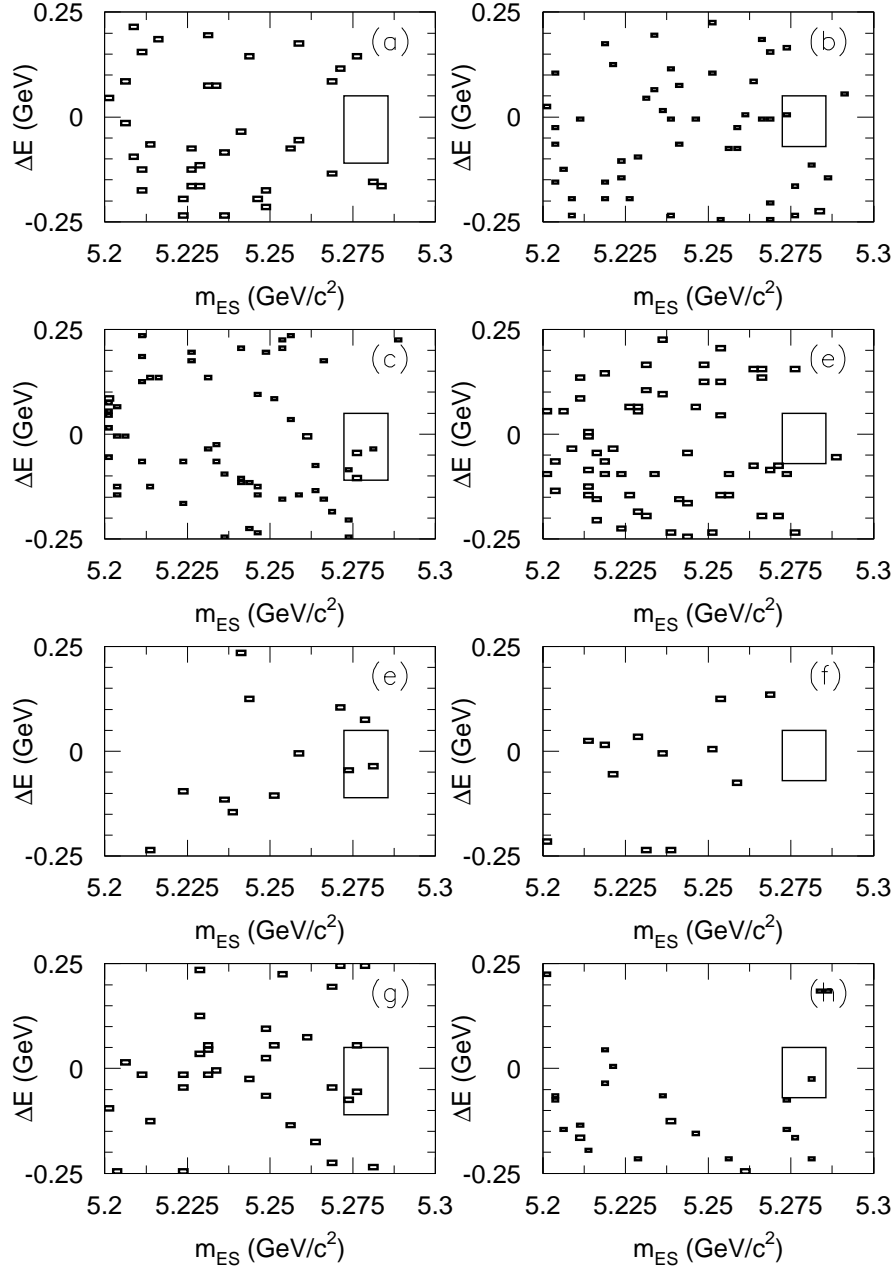 0.25 (a) 0.25 (b)
ΔE (GeV) 0 ΔE (GeV) 0
-0.25 -0.25
5.2 5.225 5.25 5.275 5.3 5.2 5.225 5.25 5.275 5.3
m_ES (GeV/c²) m_ES (GeV/c²)
0.25 (c) 0.25 (e)
ΔE (GeV) 0 ΔE (GeV) 0
-0.25 -0.25
5.2 5.225 5.25 5.275 5.3 5.2 5.225 5.25 5.275 5.3
m_ES (GeV/c²) m_ES (GeV/c²)
0.25 (e) 0.25 (f)
ΔE (GeV) 0 ΔE (GeV) 0
-0.25 -0.25
5.2 5.225 5.25 5.275 5.3 5.2 5.225 5.25 5.275 5.3
m_ES (GeV/c²) m_ES (GeV/c²)
0.25 (g) 0.25 (h)
ΔE (GeV) 0 ΔE (GeV) 0
-0.25 -0.25
5.2 5.225 5.25 5.275 5.3 5.2 5.225 5.25 5.275 5.3
m_ES (GeV/c²) m_ES (GeV/c²)